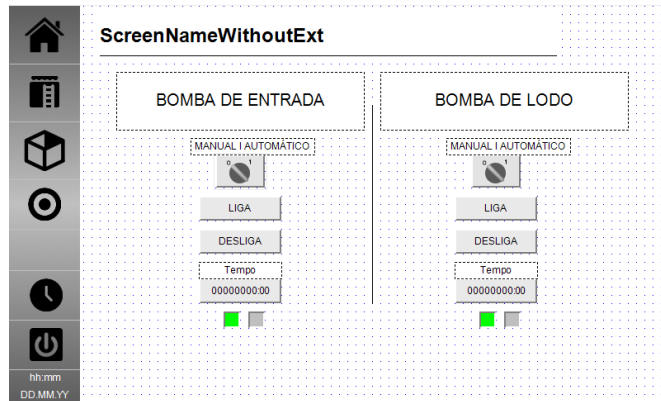 ScreenNameWithoutExt
BOMBA DE ENTRADA
MANUAL I AUTOMÁTICO
0 1
LIGA
DESLIGA
Tempo
00000000:00
BOMBA DE LODO
MANUAL I AUTOMÁTICO
0 1
LIGA
DESLIGA
Tempo
00000000:00
hh:mm
DD.MM.YY